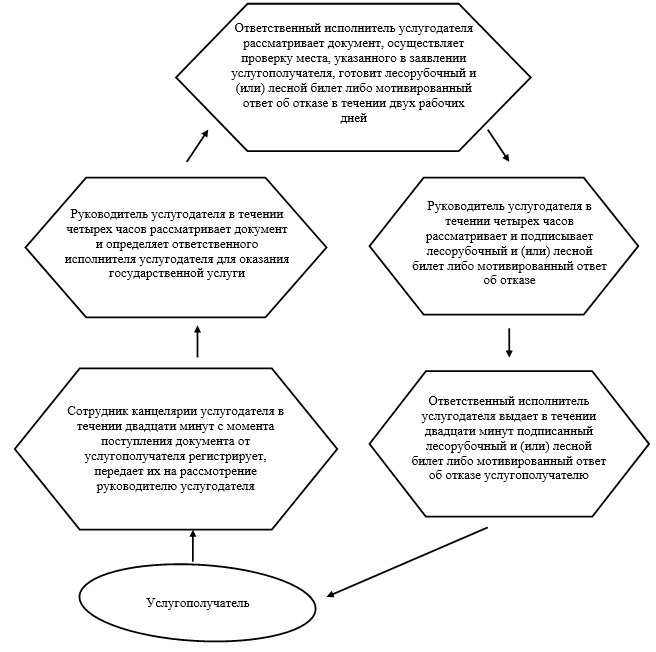 Ответственный исполнитель услугодателя
рассматривает документ, осуществляет
проверку места, указанного в заявлении
услугополучателя, готовит лесорубочный и
(или) лесной билет либо мотивированный
ответ об отказе в течении двух рабочих
дней
Руководитель услугодателя в течении
четырех часов рассматривает документ
и определяет ответственного
исполнителя услугодателя для оказания
государственной услуги
Руководитель услугодателя в
течении четырех часов
рассматривает и подписывает
лесорубочный и (или) лесной
билет либо мотивированный ответ
об отказе
Сотрудник канцелярии услугодателя в
течении двадцати минут с момента
поступления документа от
услугополучателя регистрирует,
передает их на рассмотрение
руководителю услугодателя
Ответственный исполнитель
услугодателя выдает в течении
двадцати минут подписанный
лесорубочный и (или) лесной
билет либо мотивированный ответ
об отказе услугополучателю
Услугополучатель